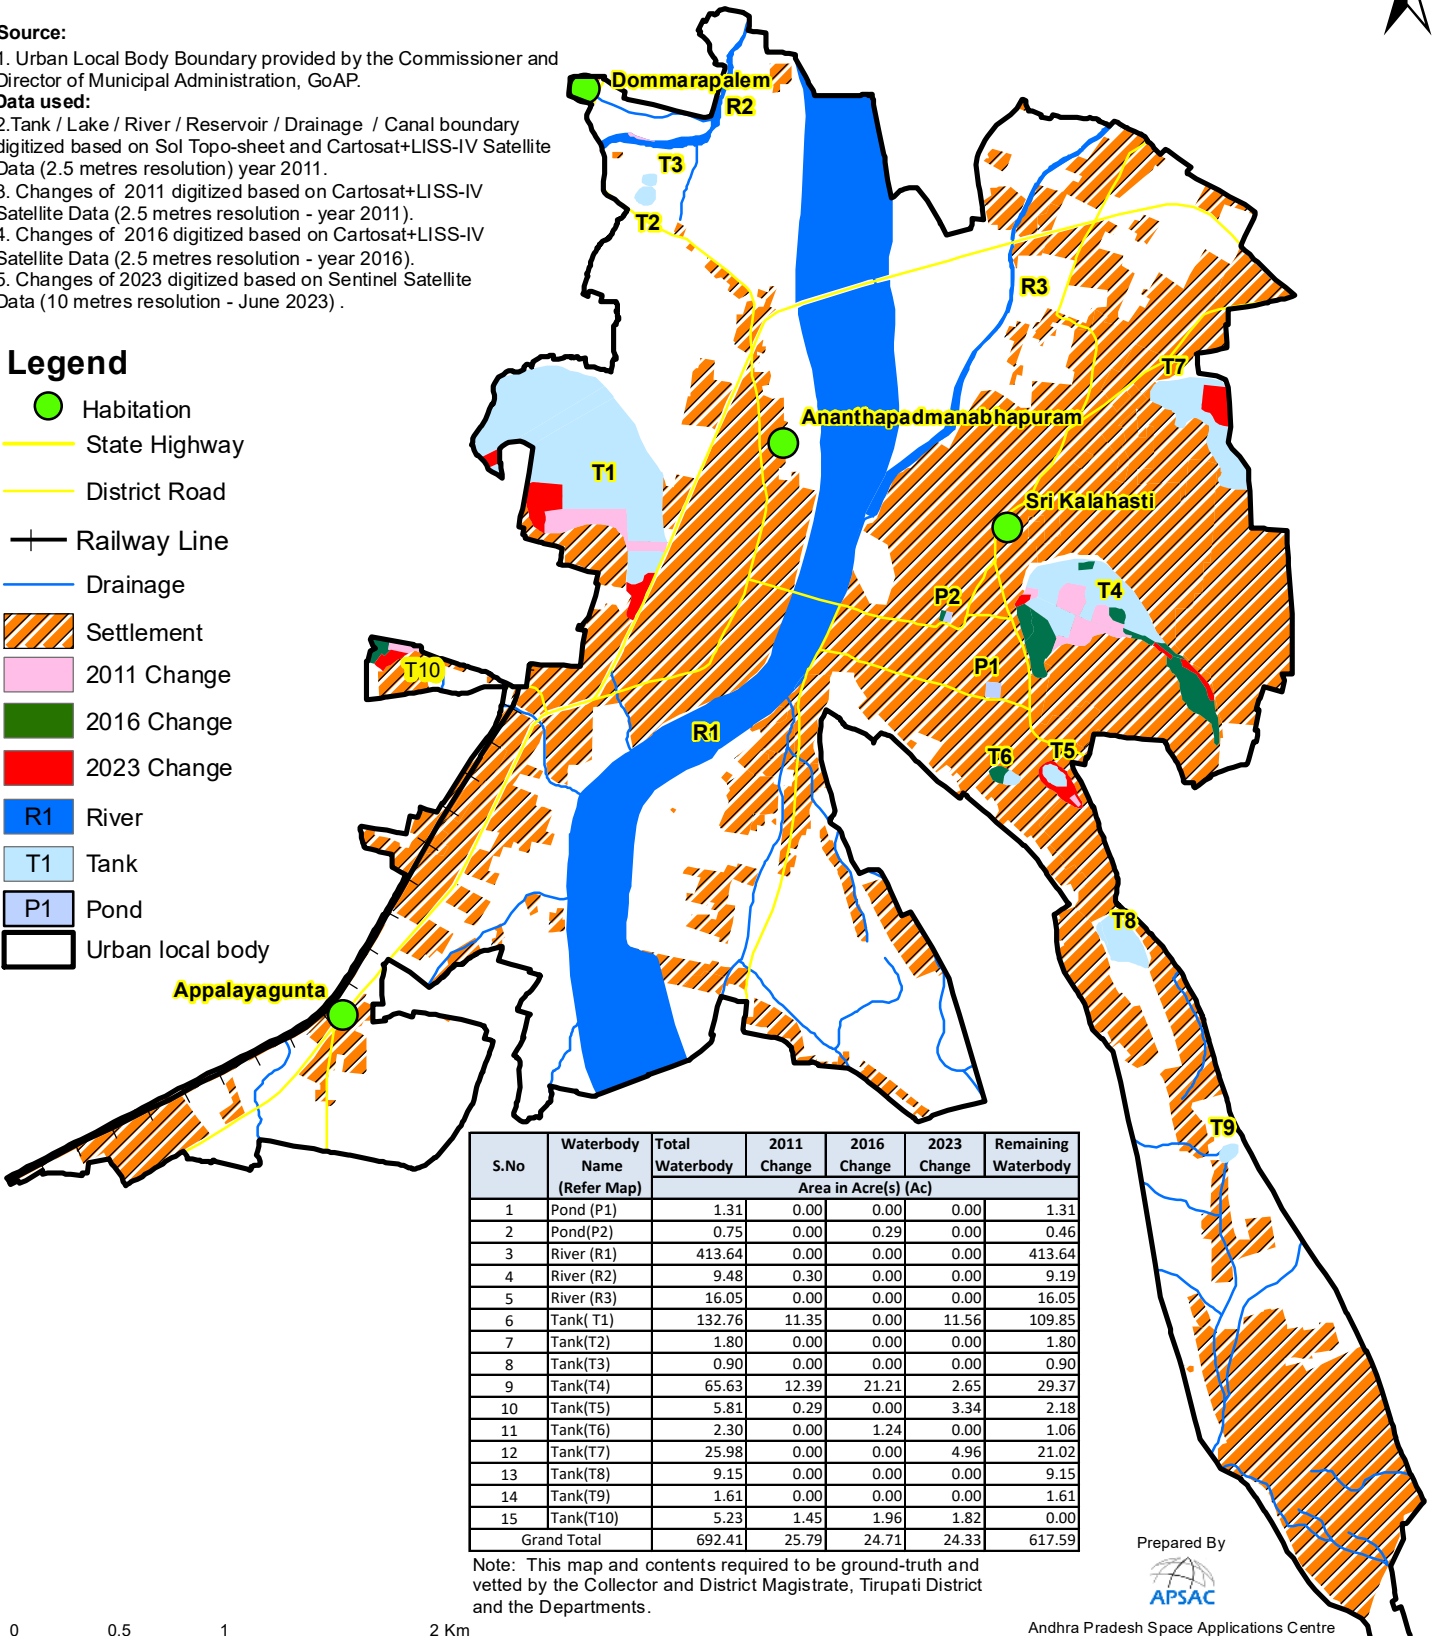 Source:
1. Urban Local Body Boundary provided by the Commissioner and
Director of Municipal Administration, GoAP.
Data used:
2.Tank / Lake / River / Reservoir / Drainage / Canal boundary
digitized based on SoI Topo-sheet and Cartosat+LISS-IV Satellite
Data (2.5 metres resolution) year 2011.
3. Changes of 2011 digitized based on Cartosat+LISS-IV
Satellite Data (2.5 metres resolution - year 2011).
4. Changes of 2016 digitized based on Cartosat+LISS-IV
Satellite Data (2.5 metres resolution - year 2016).
5. Changes of 2023 digitized based on Sentinel Satellite
Data (10 metres resolution - June 2023) .
Legend
Habitation
State Highway
District Road
Railway Line
Drainage
Settlement
2011 Change
2016 Change
2023 Change
R1 River
T1 Tank
P1 Pond
Urban local body
Dommarapalem
R2
T3
T2
R3
T7
Ananthapadmanabhapuram
T1
Sri Kalahasti
T4
P2
T10
P1
R1
T6
T5
T8
Appalayagunta
T9
S.No Waterbody Name (Refer Map) Total Waterbody 2011 Change 2016 Change 2023 Change Remaining Waterbody
Area in Acre(s) (Ac)
1 Pond (P1) 1.31 0.00 0.00 0.00 1.31
2 Pond(P2) 0.75 0.00 0.29 0.00 0.46
3 River (R1) 413.64 0.00 0.00 0.00 413.64
4 River (R2) 9.48 0.30 0.00 0.00 9.19
5 River (R3) 16.05 0.00 0.00 0.00 16.05
6 Tank( T1) 132.76 11.35 0.00 11.56 109.85
7 Tank(T2) 1.80 0.00 0.00 0.00 1.80
8 Tank(T3) 0.90 0.00 0.00 0.00 0.90
9 Tank(T4) 65.63 12.39 21.21 2.65 29.37
10 Tank(T5) 5.81 0.29 0.00 3.34 2.18
11 Tank(T6) 2.30 0.00 1.24 0.00 1.06
12 Tank(T7) 25.98 0.00 0.00 4.96 21.02
13 Tank(T8) 9.15 0.00 0.00 0.00 9.15
14 Tank(T9) 1.61 0.00 0.00 0.00 1.61
15 Tank(T10) 5.23 1.45 1.96 1.82 0.00
Grand Total 692.41 25.79 24.71 24.33 617.59
Note: This map and contents required to be ground-truth and
vetted by the Collector and District Magistrate, Tirupati District
and the Departments.
Prepared By
APSAC
Andhra Pradesh Space Applications Centre
0 0.5 1 2 Km